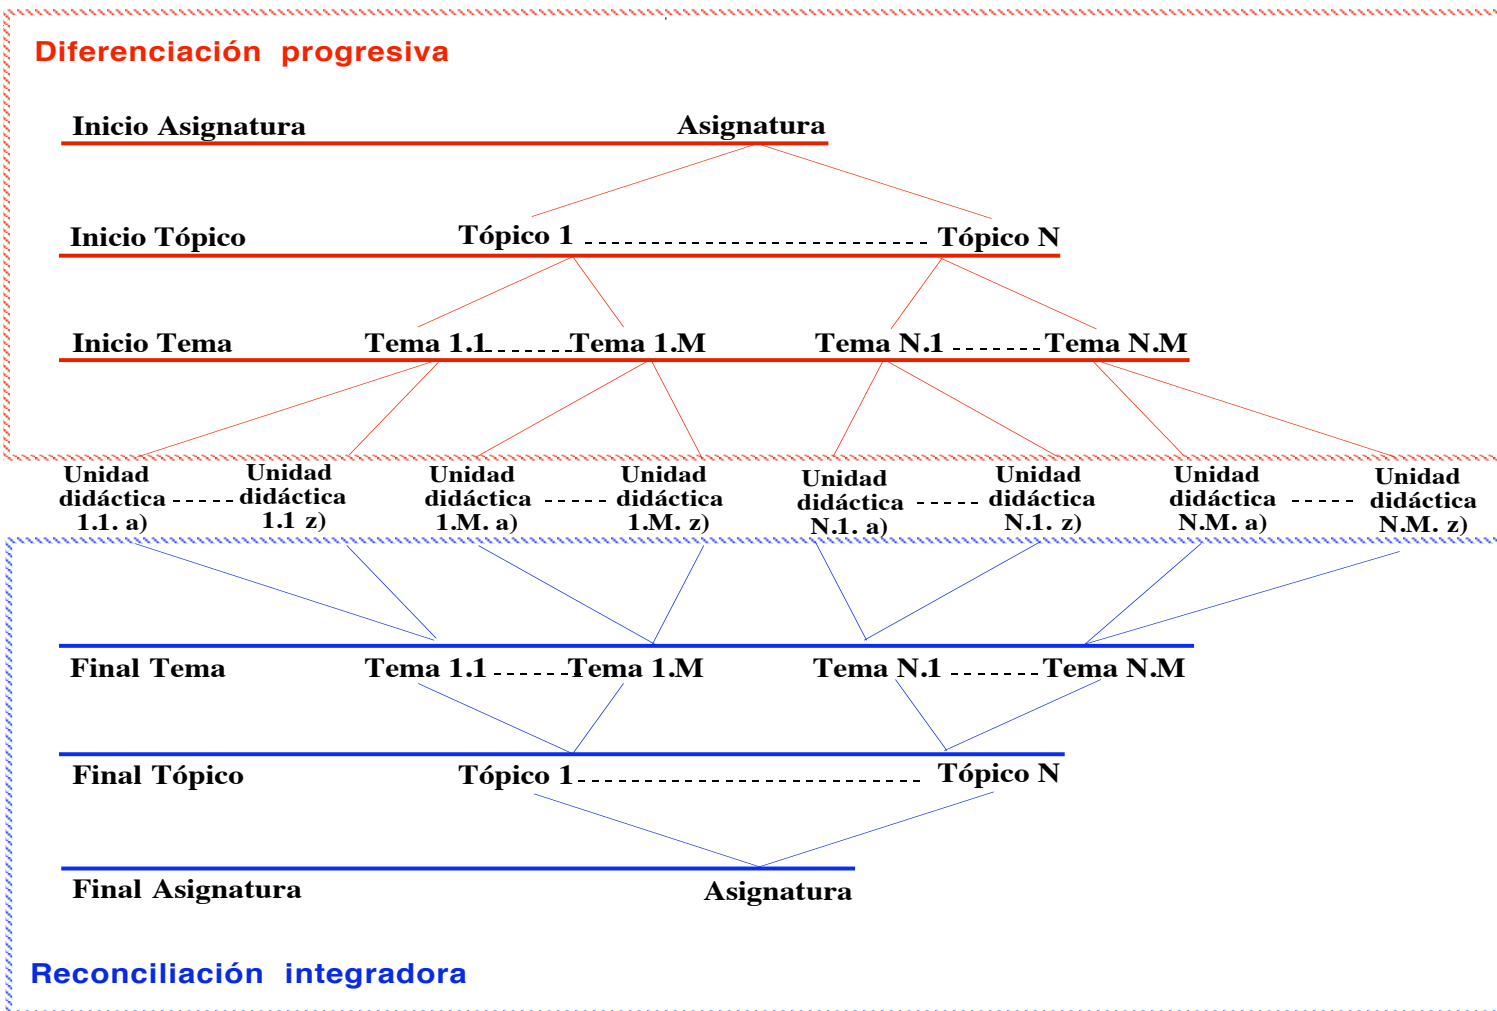 Diferenciación progresiva
Inicio Asignatura Asignatura
Inicio Tópico Tópico 1 Tópico N
Inicio Tema Tema 1.1 Tema 1.M Tema N.1 Tema N.M
Unidad Unidad Unidad Unidad Unidad Unidad Unidad Unidad
didáctica didáctica didáctica didáctica didáctica didáctica didáctica didáctica
1.1. a) 1.1 z) 1.M. a) 1.M. z) N.1. a) N.1. z) N.M. a) N.M. z)
Final Tema Tema 1.1 Tema 1.M Tema N.1 Tema N.M
Final Tópico Tópico 1 Tópico N
Final Asignatura Asignatura
Reconciliación integradora